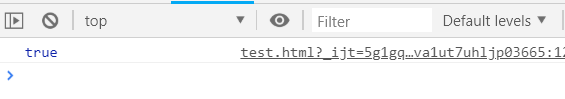 top Filter Default levels
true test.html?_ijt=5g1gq…va1ut7uhljp03665:12